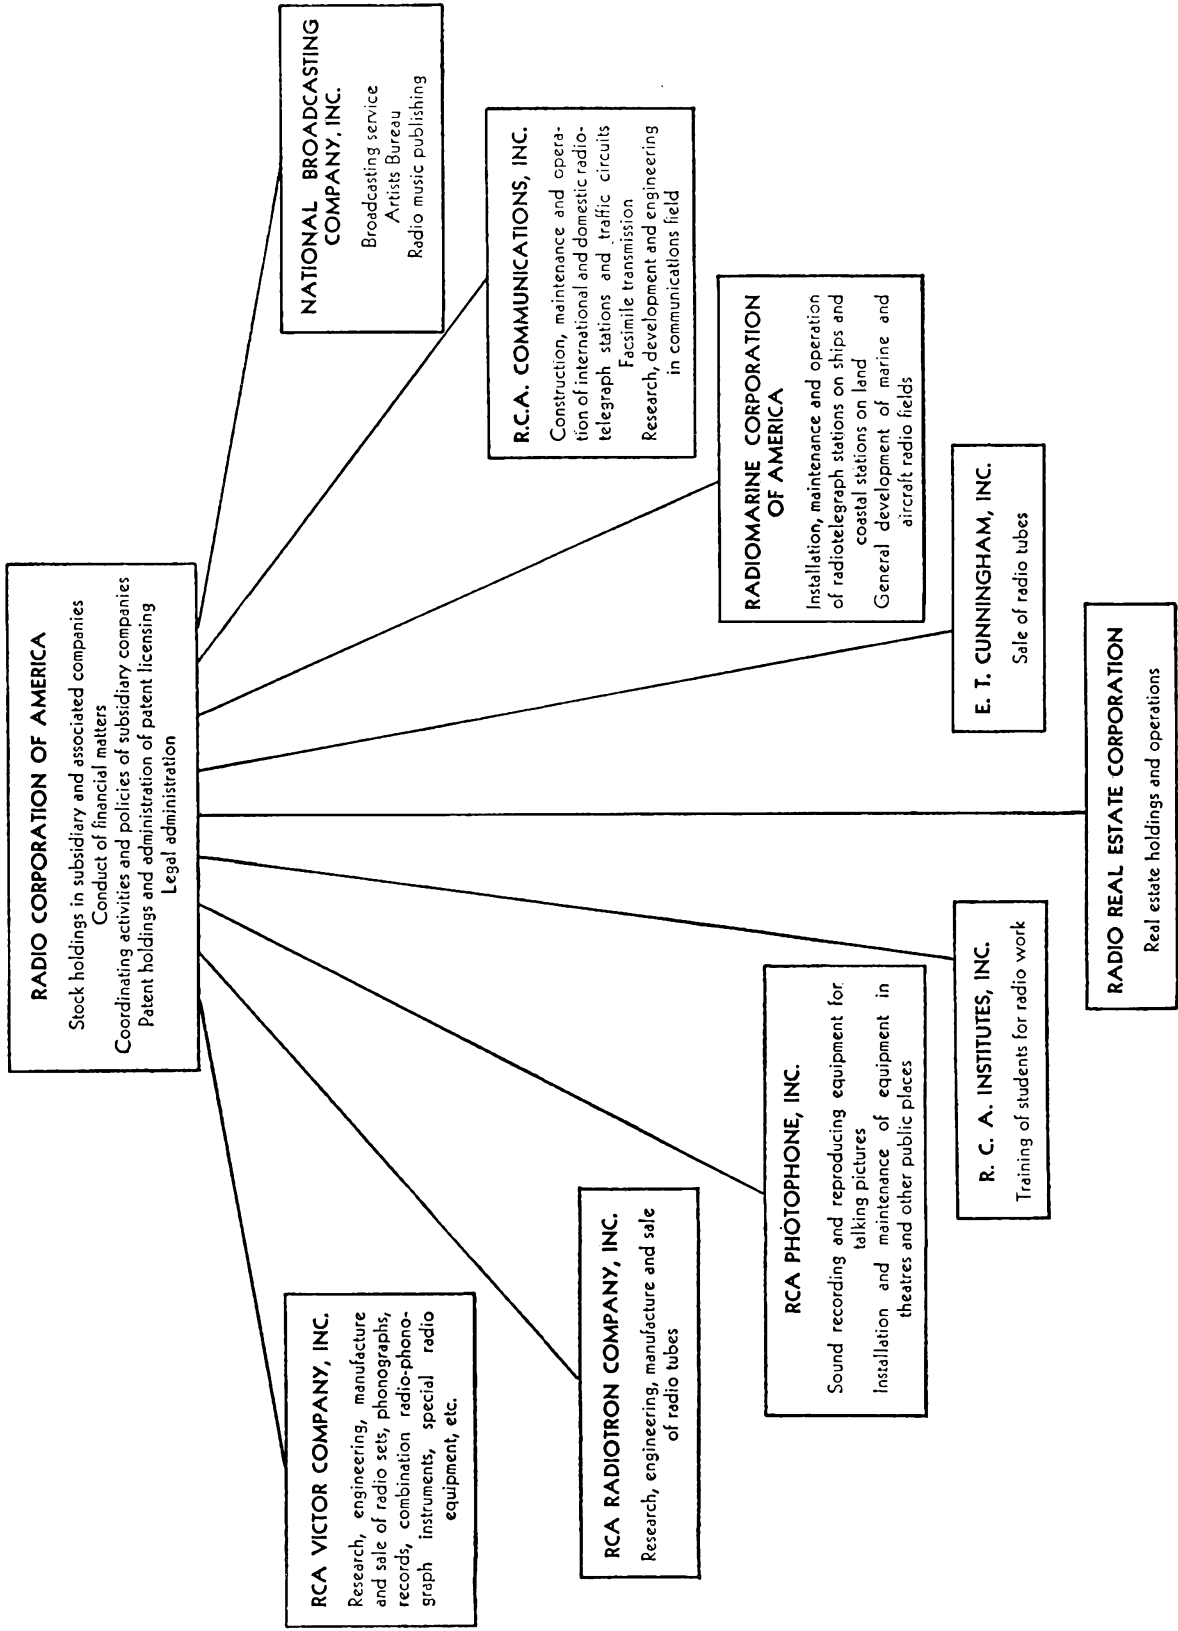 RADIO CORPORATION OF AMERICA
Stock holdings in subsidiary and associated companies
Conduct of financial matters
Coordinating activities and policies of subsidiary companies
Patent holdings and administration of patent licensing
Legal administration
RCA VICTOR COMPANY, INC.
Research, engineering, manufacture
and sale of radio sets, phonographs,
records, combination radio-phono-
graph instruments, special radio
equipment, etc.
RCA RADIOTRON COMPANY, INC.
Research, engineering, manufacture and sale
of radio tubes
RCA PHOTOPHONE, INC.
Sound recording and reproducing equipment for
talking pictures
Installation and maintenance of equipment in
theatres and other public places
R. C. A. INSTITUTES, INC.
Training of students for radio work
RADIO REAL ESTATE CORPORATION
Real estate holdings and operations
E. T. CUNNINGHAM, INC.
Sale of radio tubes
RADIOMARINE CORPORATION
OF AMERICA
Installation, maintenance and operation
of radiotelegraph stations on ships and
coastal stations on land
General development of marine and
aircraft radio fields
R.C.A. COMMUNICATIONS, INC.
Construction, maintenance and opera-
tion of international and domestic radio-
telegraph stations and traffic circuits
Facsimile transmission
Research, development and engineering
in communications field
NATIONAL BROADCASTING
COMPANY, INC.
Broadcasting service
Artists Bureau
Radio music publishing